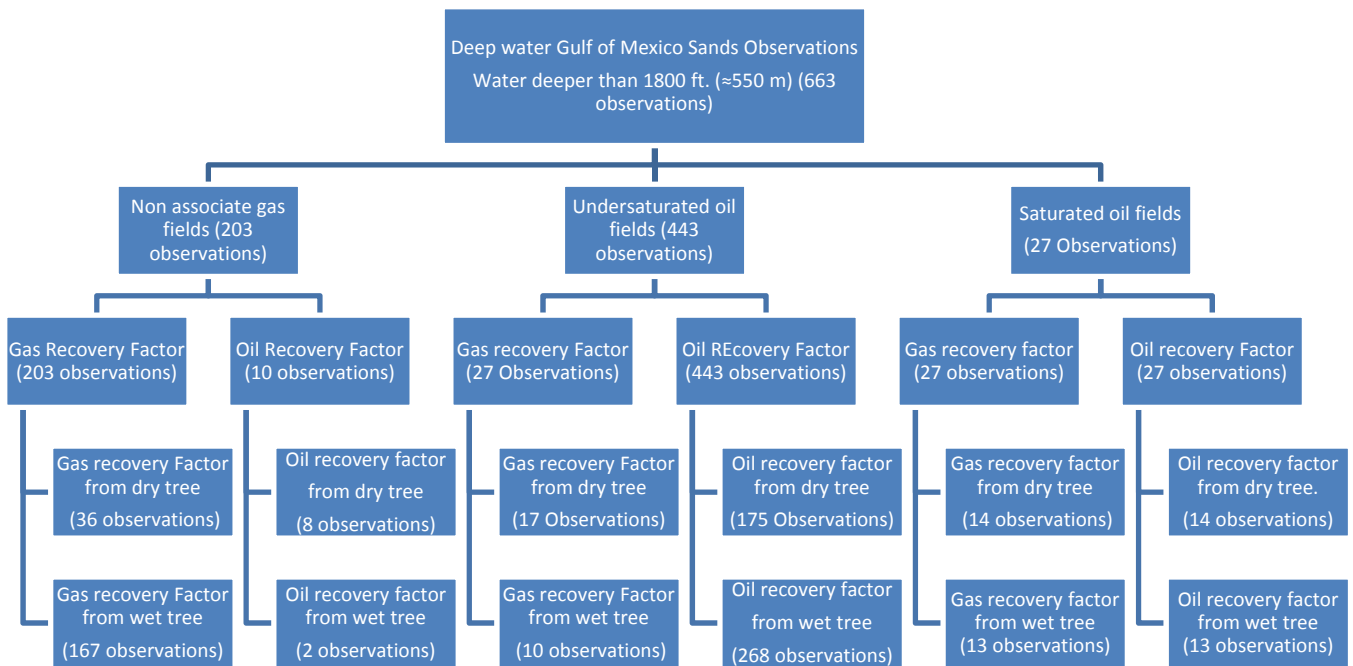 Deep water Gulf of Mexico Sands Observations
Water deeper than 1800 ft. (≈550 m) (663
observations)
Non associate gas
fields (203
observations)
Undersaturated oil
fields (443
observations)
Saturated oil fields
(27 Observations)
Gas Recovery Factor
(203 observations)
Oil Recovery Factor
(10 observations)
Gas recovery Factor
(27 Observations)
Oil REcovery Factor
(443 observations)
Gas recovery factor
(27 observations)
Oil recovery Factor
(27 observations)
Gas recovery Factor
from dry tree
(36 observations)
Oil recovery factor
from dry tree
(8 observations)
Gas recovery Factor
from dry tree
(17 Observations)
Oil recovery factor
from dry tree
(175 Observations)
Gas recovery factor
from dry tree
(14 observations)
Oil recovery factor
from dry tree.
(14 observations)
Gas recovery Factor
from wet tree
(167 observations)
Oil recovery factor
from wet tree
(2 observations)
Gas recovery Factor
from wet tree
(10 observations)
Oil recovery factor
from wet tree
(268 observations)
Gas recovery factor
from wet tree
(13 observations)
Oil recovery factor
from wet tree
(13 observations)